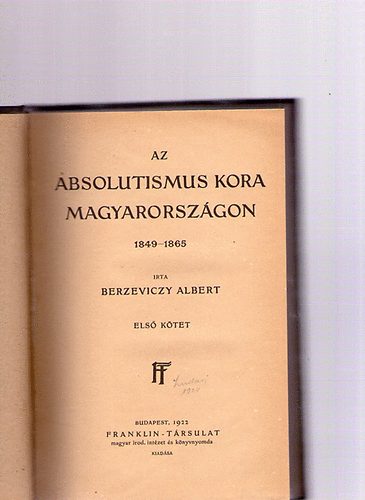 AZ
ABSOLUTISMUS KORA
MAGYARORSZÁGON
1849–1865
IRTA
BERZEVICZY ALBERT
ELSŐ KÖTET
FT
BUDAPEST, 1922
FRANKLIN-TÁRSULAT
magyar irod. intézet és könyvnyomda
KIADÁSA